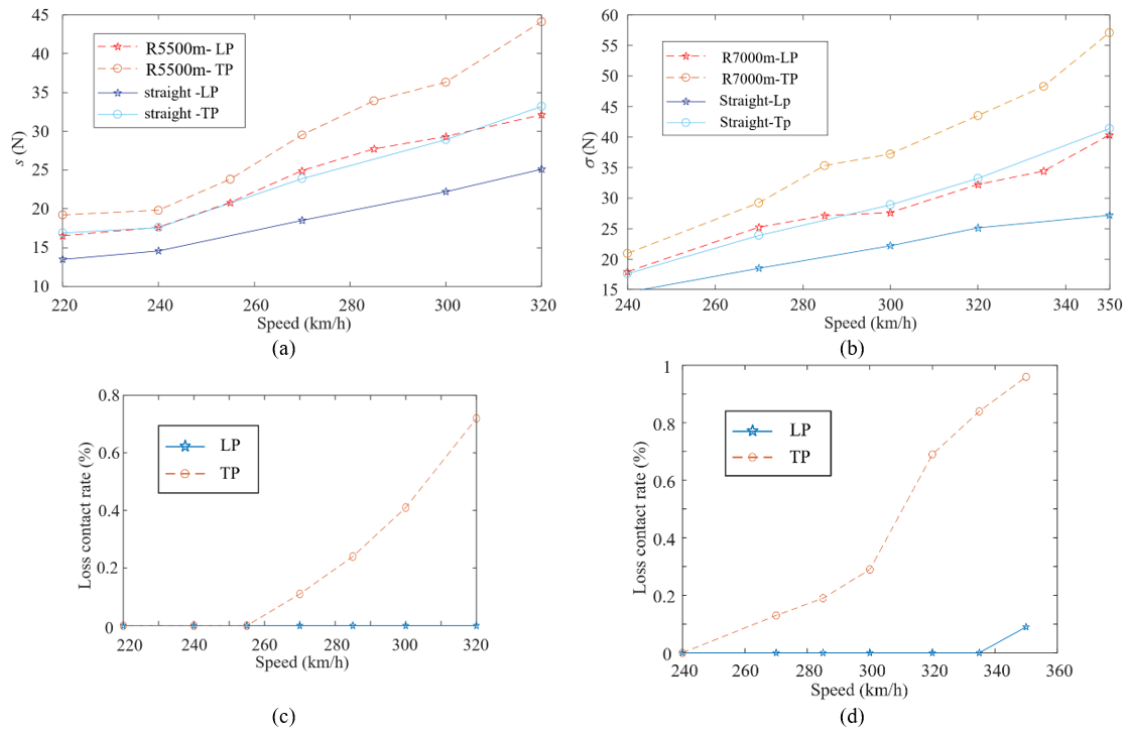 45
40
35
30
25
20
15
10
s (N)
R5500m- LP
R5500m- TP
straight -LP
straight -TP
220
240
260
280
300
320
Speed (km/h)
(a)
60
55
50
45
40
35
30
25
20
15
σ (N)
R7000m-LP
R7000m-TP
Straight-Lp
Straight-Tp
240
260
280
300
320
340
350
Speed (km/h)
(b)
0.8
0.6
0.4
0.2
0
Loss contact rate (%)
LP
TP
220
240
260
280
300
320
Speed (km/h)
(c)
1
0.8
0.6
0.4
0.2
0
Loss contact rate (%)
LP
TP
240
260
280
300
320
340
360
Speed (km/h)
(d)